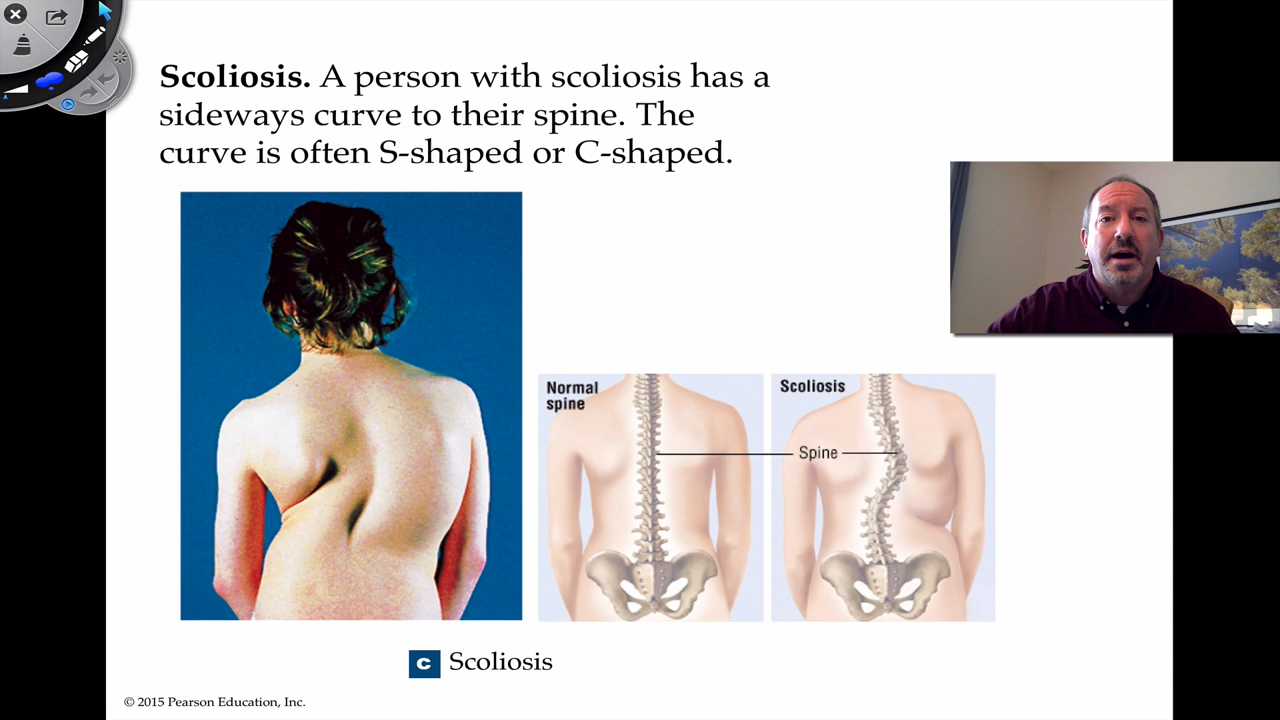 Scoliosis. A person with scoliosis has a
sideways curve to their spine. The
curve is often S-shaped or C-shaped.
Normal
spine
Scoliosis
Spine
C Scoliosis
© 2015 Pearson Education, Inc.